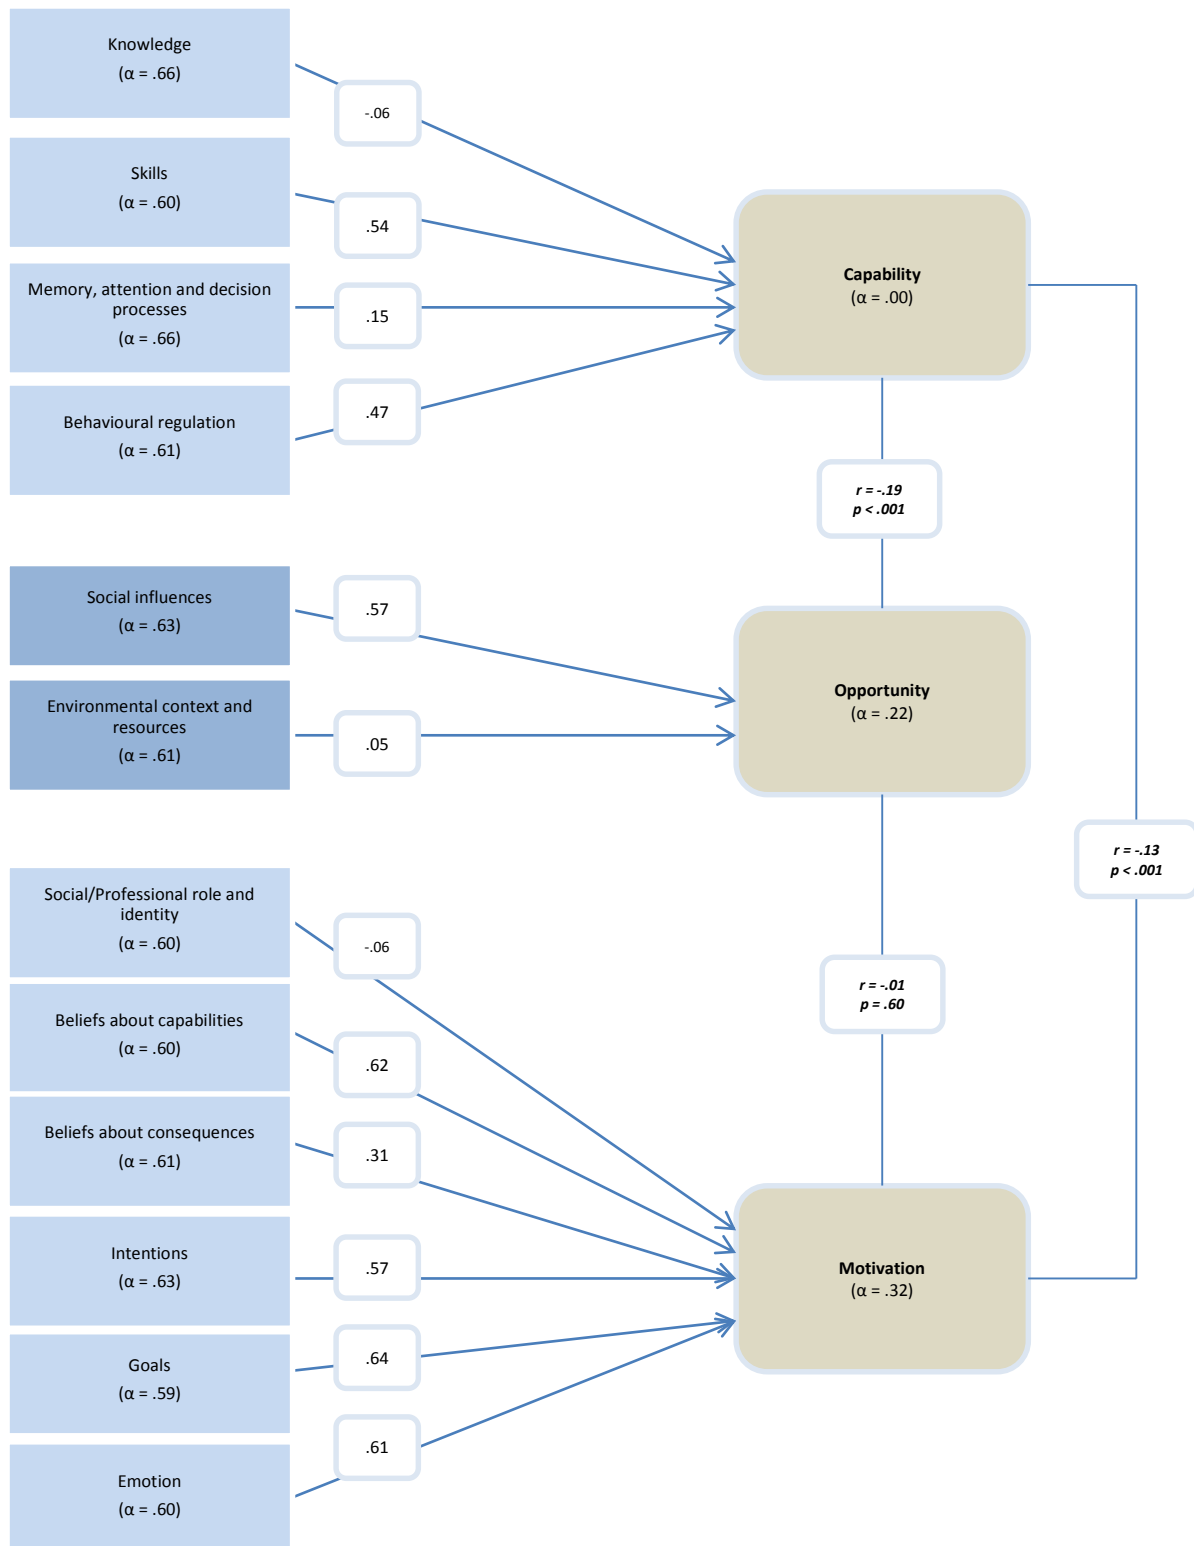 Knowledge
(α = .66)
-.06
Skills
(α = .60)
.54
Memory, attention and decision
processes
(α = .66)
.15
Behavioural regulation
(α = .61)
.47
Capability
(α = .00)
r = -.19
p < .001
Social influences
(α = .63)
.57
Environmental context and
resources
(α = .61)
.05
Opportunity
(α = .22)
r = -.13
p < .001
r = -.01
p = .60
Social/Professional role and
identity
(α = .60)
-.06
Beliefs about capabilities
(α = .60)
.62
Beliefs about consequences
(α = .61)
.31
Intentions
(α = .63)
.57
Goals
(α = .59)
.64
Emotion
(α = .60)
.61
Motivation
(α = .32)